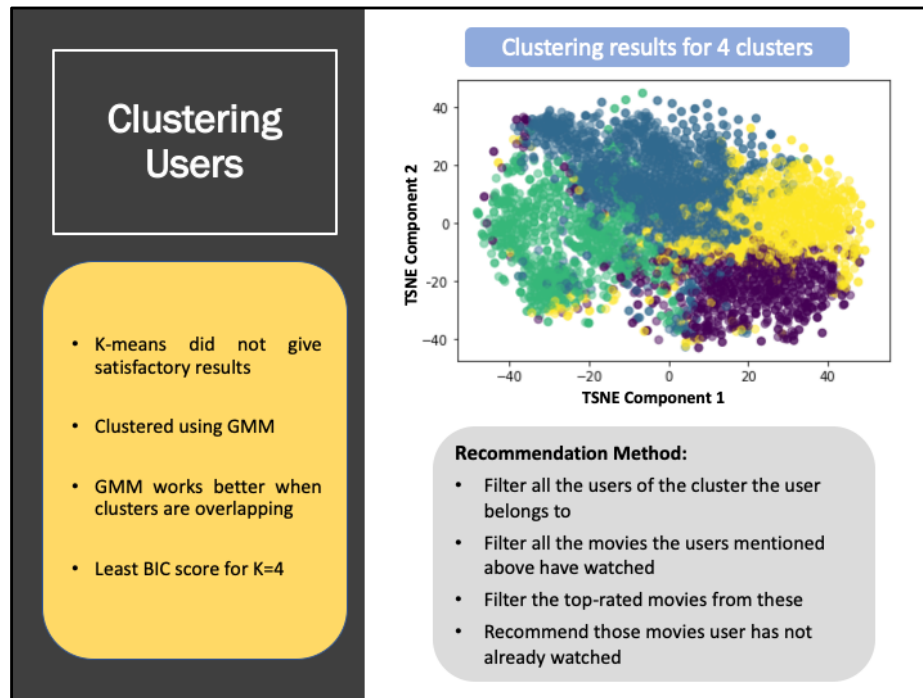 Clustering
Users
• K-means did not give
satisfactory results
• Clustered using GMM
• GMM works better when
clusters are overlapping
• Least BIC score for K=4
Clustering results for 4 clusters
TSNE Component 2
40
20
0
−20
−40
−40 −20 0 20 40
TSNE Component 1
Recommendation Method:
• Filter all the users of the cluster the user
belongs to
• Filter all the movies the users mentioned
above have watched
• Filter the top-rated movies from these
• Recommend those movies user has not
already watched